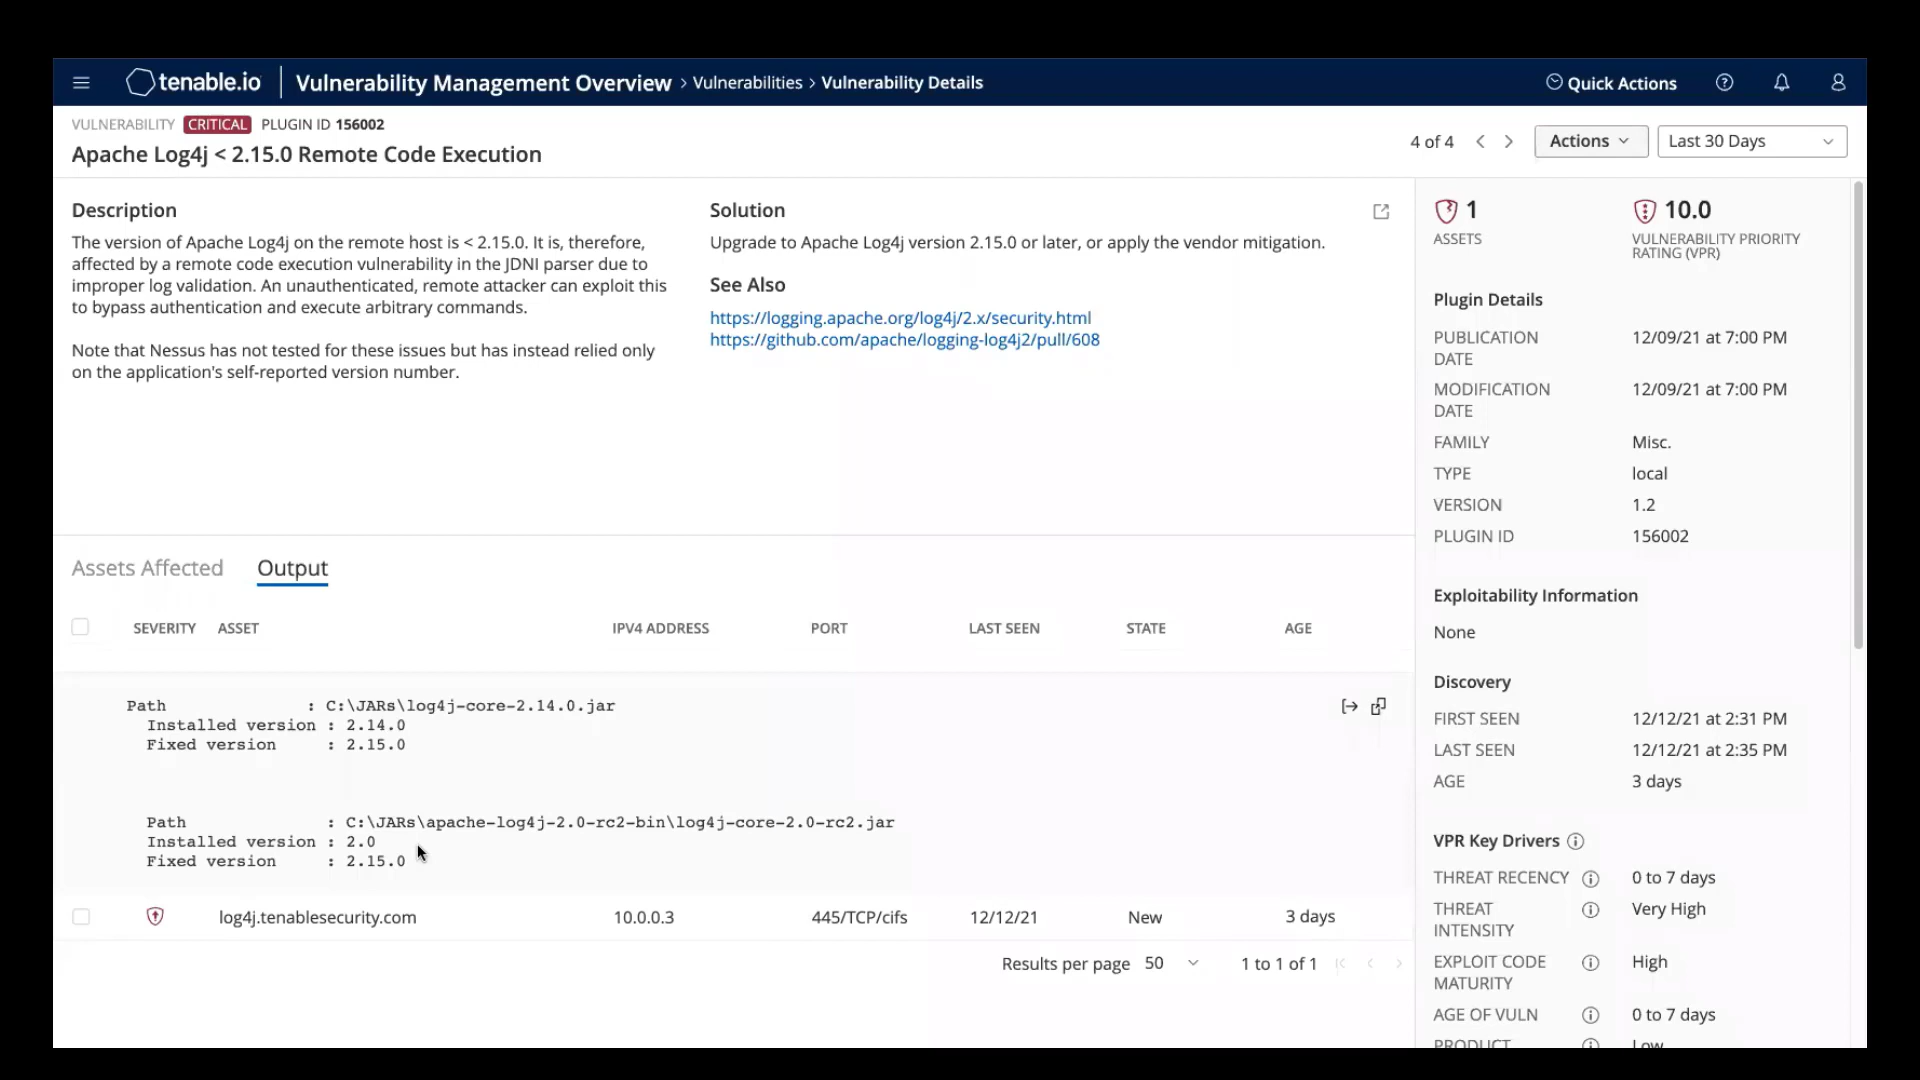 tenable.io Vulnerability Management Overview > Vulnerabilities > Vulnerability Details Quick Actions
VULNERABILITY CRITICAL PLUGIN ID 156002
Apache Log4j < 2.15.0 Remote Code Execution
4 of 4 Actions Last 30 Days
Description
The version of Apache Log4j on the remote host is < 2.15.0. It is, therefore,
affected by a remote code execution vulnerability in the JDNI parser due to
improper log validation. An unauthenticated, remote attacker can exploit this
to bypass authentication and execute arbitrary commands.
Note that Nessus has not tested for these issues but has instead relied only
on the application's self-reported version number.
Solution
Upgrade to Apache Log4j version 2.15.0 or later, or apply the vendor mitigation.
See Also
https://logging.apache.org/log4j/2.x/security.html
https://github.com/apache/logging-log4j2/pull/608
Assets Affected Output
SEVERITY ASSET IPV4 ADDRESS PORT LAST SEEN STATE AGE
Path : C:\JARs\log4j-core-2.14.0.jar
Installed version : 2.14.0
Fixed version : 2.15.0
Path : C:\JARs\apache-log4j-2.0-rc2-bin\log4j-core-2.0-rc2.jar
Installed version : 2.0
Fixed version : 2.15.0
log4j.tenablesecurity.com 10.0.0.3 445/TCP/cifs 12/12/21 New 3 days
Results per page 50 1 to 1 of 1
1 10.0
ASSETS VULNERABILITY PRIORITY
RATING (VPR)
Plugin Details
PUBLICATION 12/09/21 at 7:00 PM
DATE
MODIFICATION 12/09/21 at 7:00 PM
DATE
FAMILY Misc.
TYPE local
VERSION 1.2
PLUGIN ID 156002
Exploitability Information
None
Discovery
FIRST SEEN 12/12/21 at 2:31 PM
LAST SEEN 12/12/21 at 2:35 PM
AGE 3 days
VPR Key Drivers
THREAT RECENCY 0 to 7 days
THREAT Very High
INTENSITY
EXPLOIT CODE High
MATURITY
AGE OF VULN 0 to 7 days
PRODUCT Low